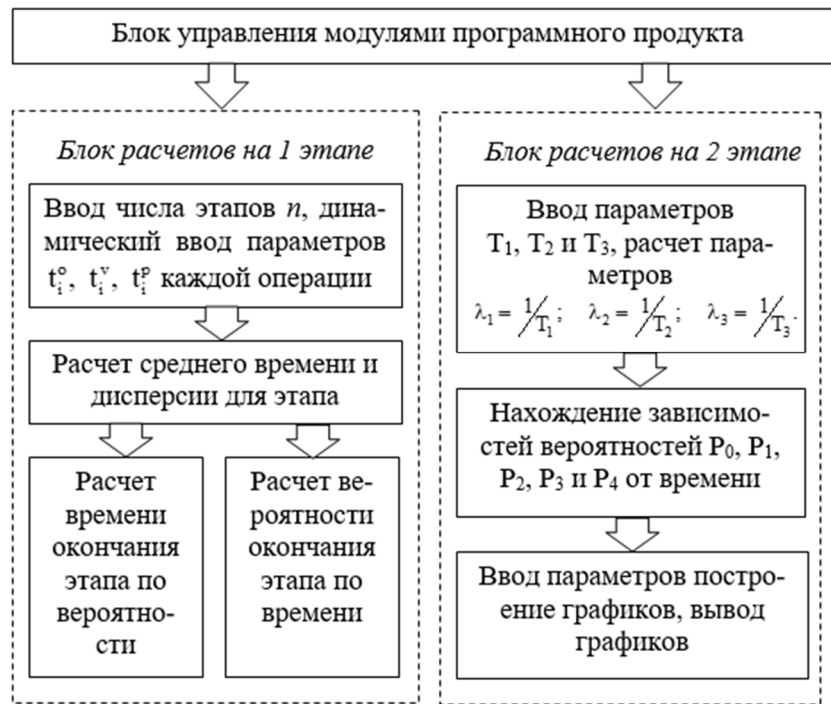 Блок управления модулями программного продукта
Блок расчетов на 1 этапе
Ввод числа этапов n, дина-
мический ввод параметров
tᵢᵒ, tᵢᵛ, tᵢᵖ каждой операции
Расчет среднего времени и
дисперсии для этапа
Расчет
времени
окончания
этапа по
вероятно-
сти
Расчет ве-
роятности
окончания
этапа по
времени
Блок расчетов на 2 этапе
Ввод параметров
T₁, T₂ и T₃, расчет пара-
метров
λ₁ = 1/T₁; λ₂ = 1/T₂; λ₃ = 1/T₃.
Нахождение зависимо-
стей вероятностей P₀, P₁,
P₂, P₃ и P₄ от времени
Ввод параметров постро-
ение графиков, вывод
графиков